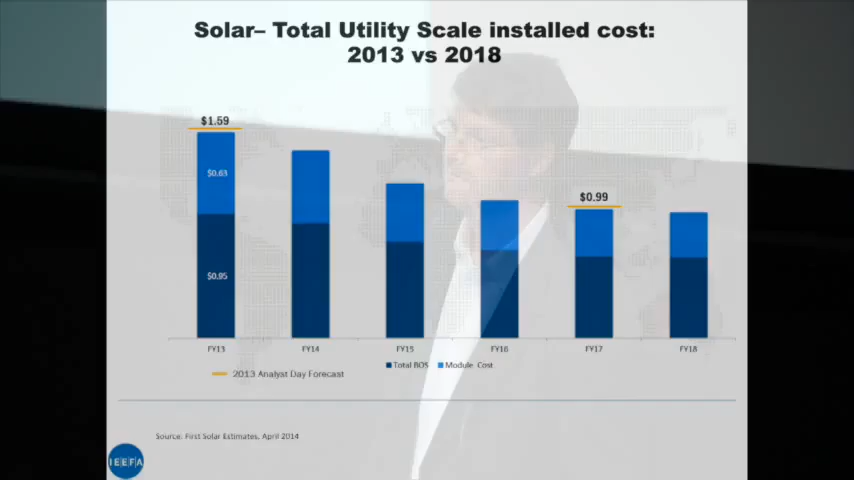 Solar– Total Utility Scale installed cost:
2013 vs 2018
$1.59
$0.63
$0.95
$0.99
FY13 FY14 FY15 FY16 FY17 FY18
Total BOS Module Cost
2013 Analyst Day Forecast
Source: First Solar Estimates, April 2014
IEEFA